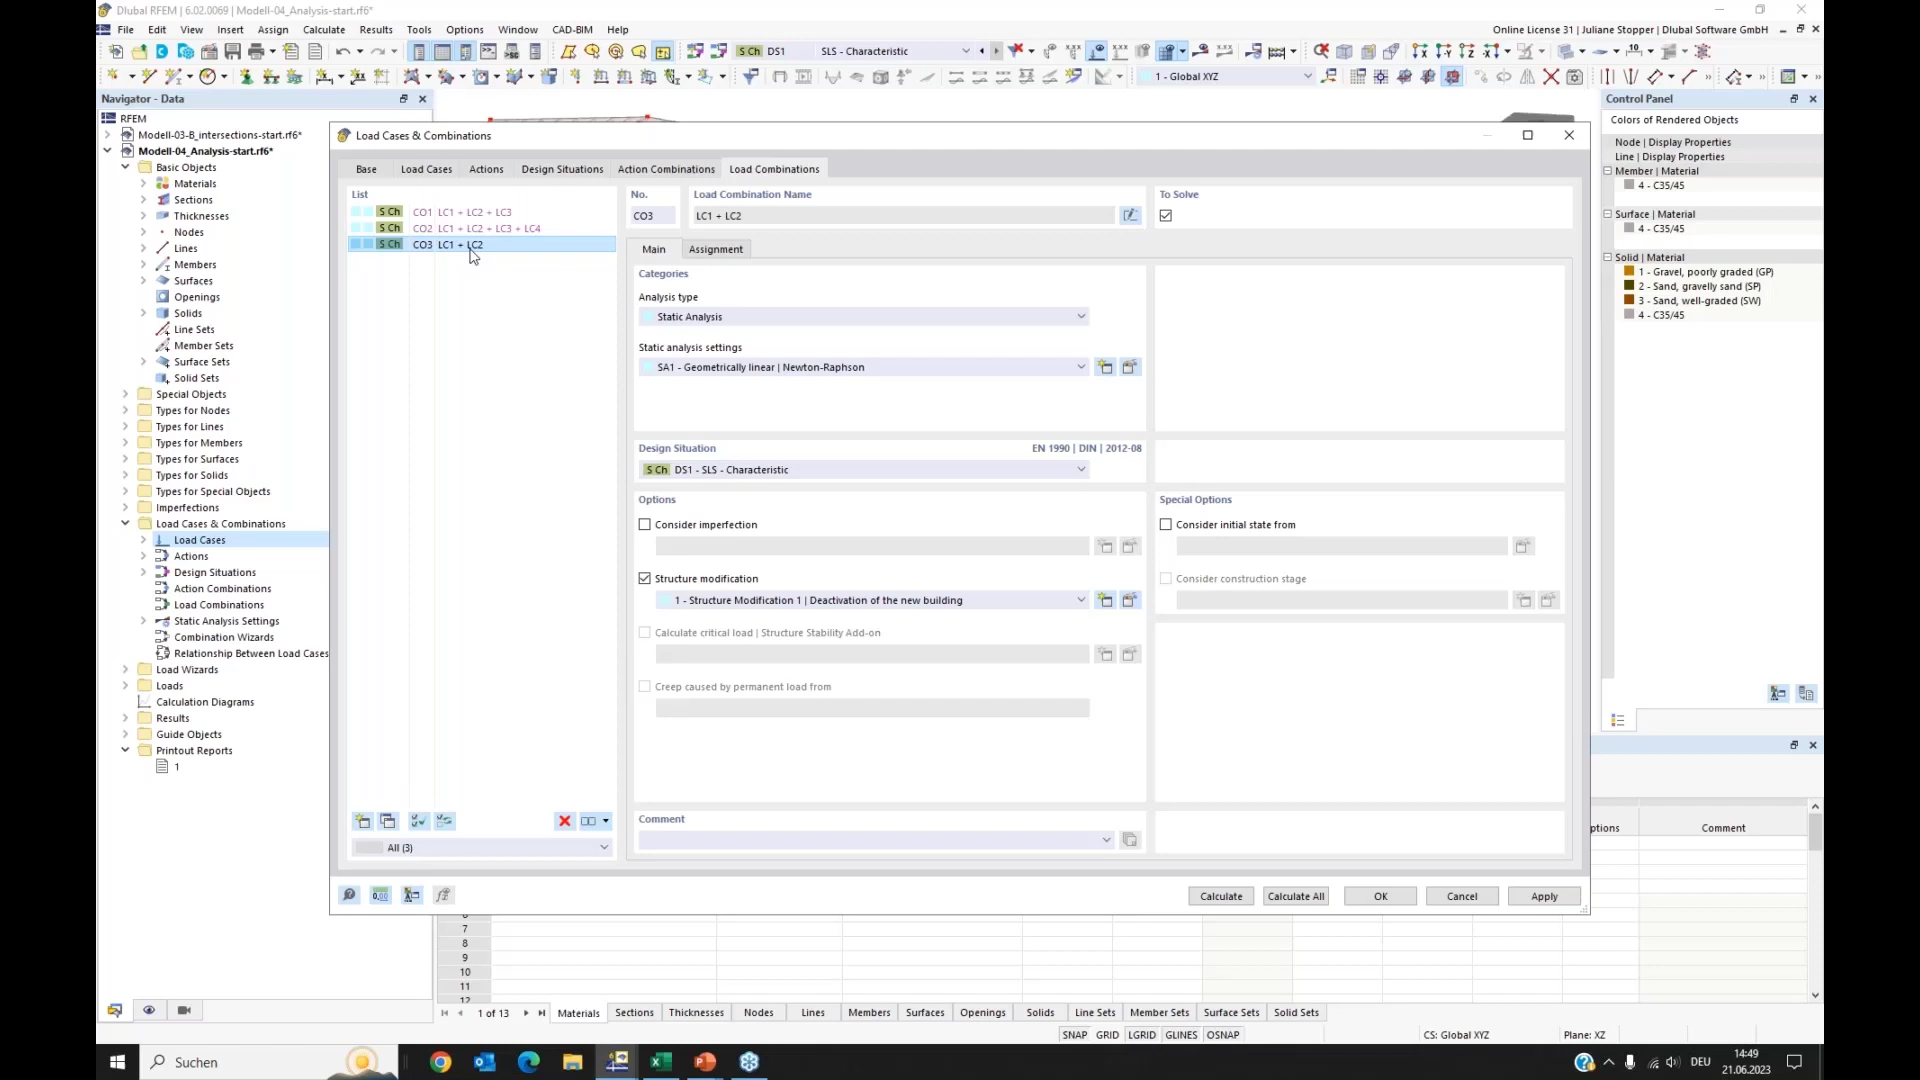 Dlubal RFEM | 6.02.0069 | Modell-04_Analysis-start.rf6*
File Edit View Insert Assign Calculate Results Tools Options Window CAD-BIM Help
Online License 31 | Juliane Stopper | Dlubal Software GmbH
S Ch DS1 SLS - Characteristic
1 - Global XYZ
Navigator - Data
RFEM
Modell-03-B_intersections-start.rf6*
Modell-04_Analysis-start.rf6*
Basic Objects
Materials
Sections
Thicknesses
Nodes
Lines
Members
Surfaces
Openings
Solids
Line Sets
Member Sets
Surface Sets
Solid Sets
Special Objects
Types for Nodes
Types for Lines
Types for Members
Types for Surfaces
Types for Solids
Types for Special Objects
Imperfections
Load Cases & Combinations
Load Cases
Actions
Design Situations
Action Combinations
Load Combinations
Static Analysis Settings
Combination Wizards
Relationship Between Load Cases
Load Wizards
Loads
Calculation Diagrams
Results
Guide Objects
Printout Reports
1
Load Cases & Combinations
Base Load Cases Actions Design Situations Action Combinations Load Combinations
List
S Ch CO1 LC1 + LC2 + LC3
S Ch CO2 LC1 + LC2 + LC3 + LC4
S Ch CO3 LC1 + LC2
All (3)
No.
CO3
Load Combination Name
LC1 + LC2
To Solve
Main Assignment
Categories
Analysis type
Static Analysis
Static analysis settings
SA1 - Geometrically linear | Newton-Raphson
Design Situation EN 1990 | DIN | 2012-08
S Ch DS1 - SLS - Characteristic
Options
Consider imperfection
Structure modification
1 - Structure Modification 1 | Deactivation of the new building
Calculate critical load | Structure Stability Add-on
Creep caused by permanent load from
Special Options
Consider initial state from
Consider construction stage
Comment
Calculate Calculate All OK Cancel Apply
Control Panel
Colors of Rendered Objects
Node | Display Properties
Line | Display Properties
Member | Material
4 - C35/45
Surface | Material
4 - C35/45
Solid | Material
1 - Gravel, poorly graded (GP)
2 - Sand, gravelly sand (SP)
3 - Sand, well-graded (SW)
4 - C35/45
ptions Comment
7
8
9
10
11
12
1 of 13 Materials Sections Thicknesses Nodes Lines Members Surfaces Openings Solids Line Sets Member Sets Surface Sets Solid Sets
SNAP GRID LGRID GLINES OSNAP CS: Global XYZ Plane: XZ
Suchen
DEU
14:49
21.06.2023